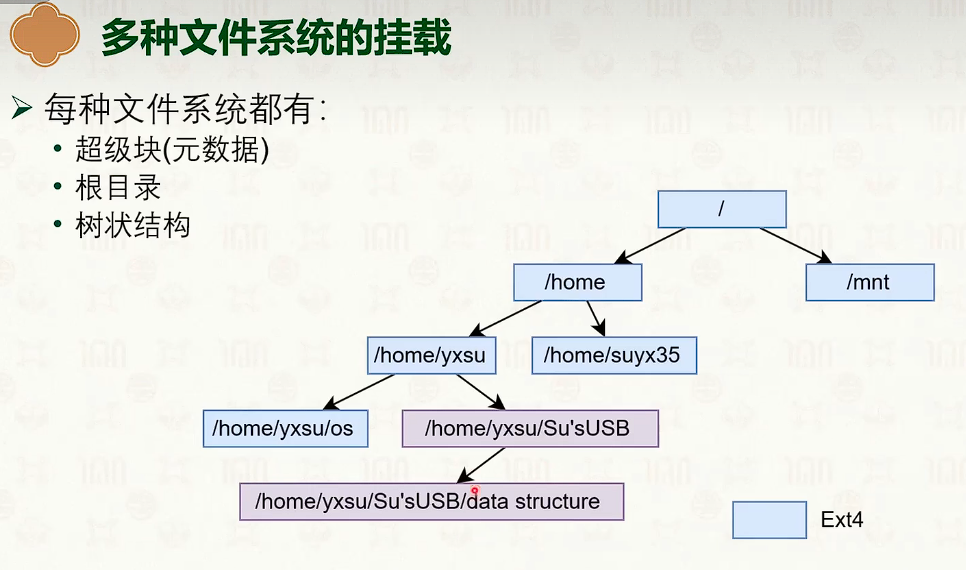 多种文件系统的挂载
➢ 每种文件系统都有：
• 超级块(元数据)
• 根目录
• 树状结构
/
/home
/mnt
/home/yxsu
/home/suyx35
/home/yxsu/os
/home/yxsu/Su'sUSB
/home/yxsu/Su'sUSB/data structure
Ext4